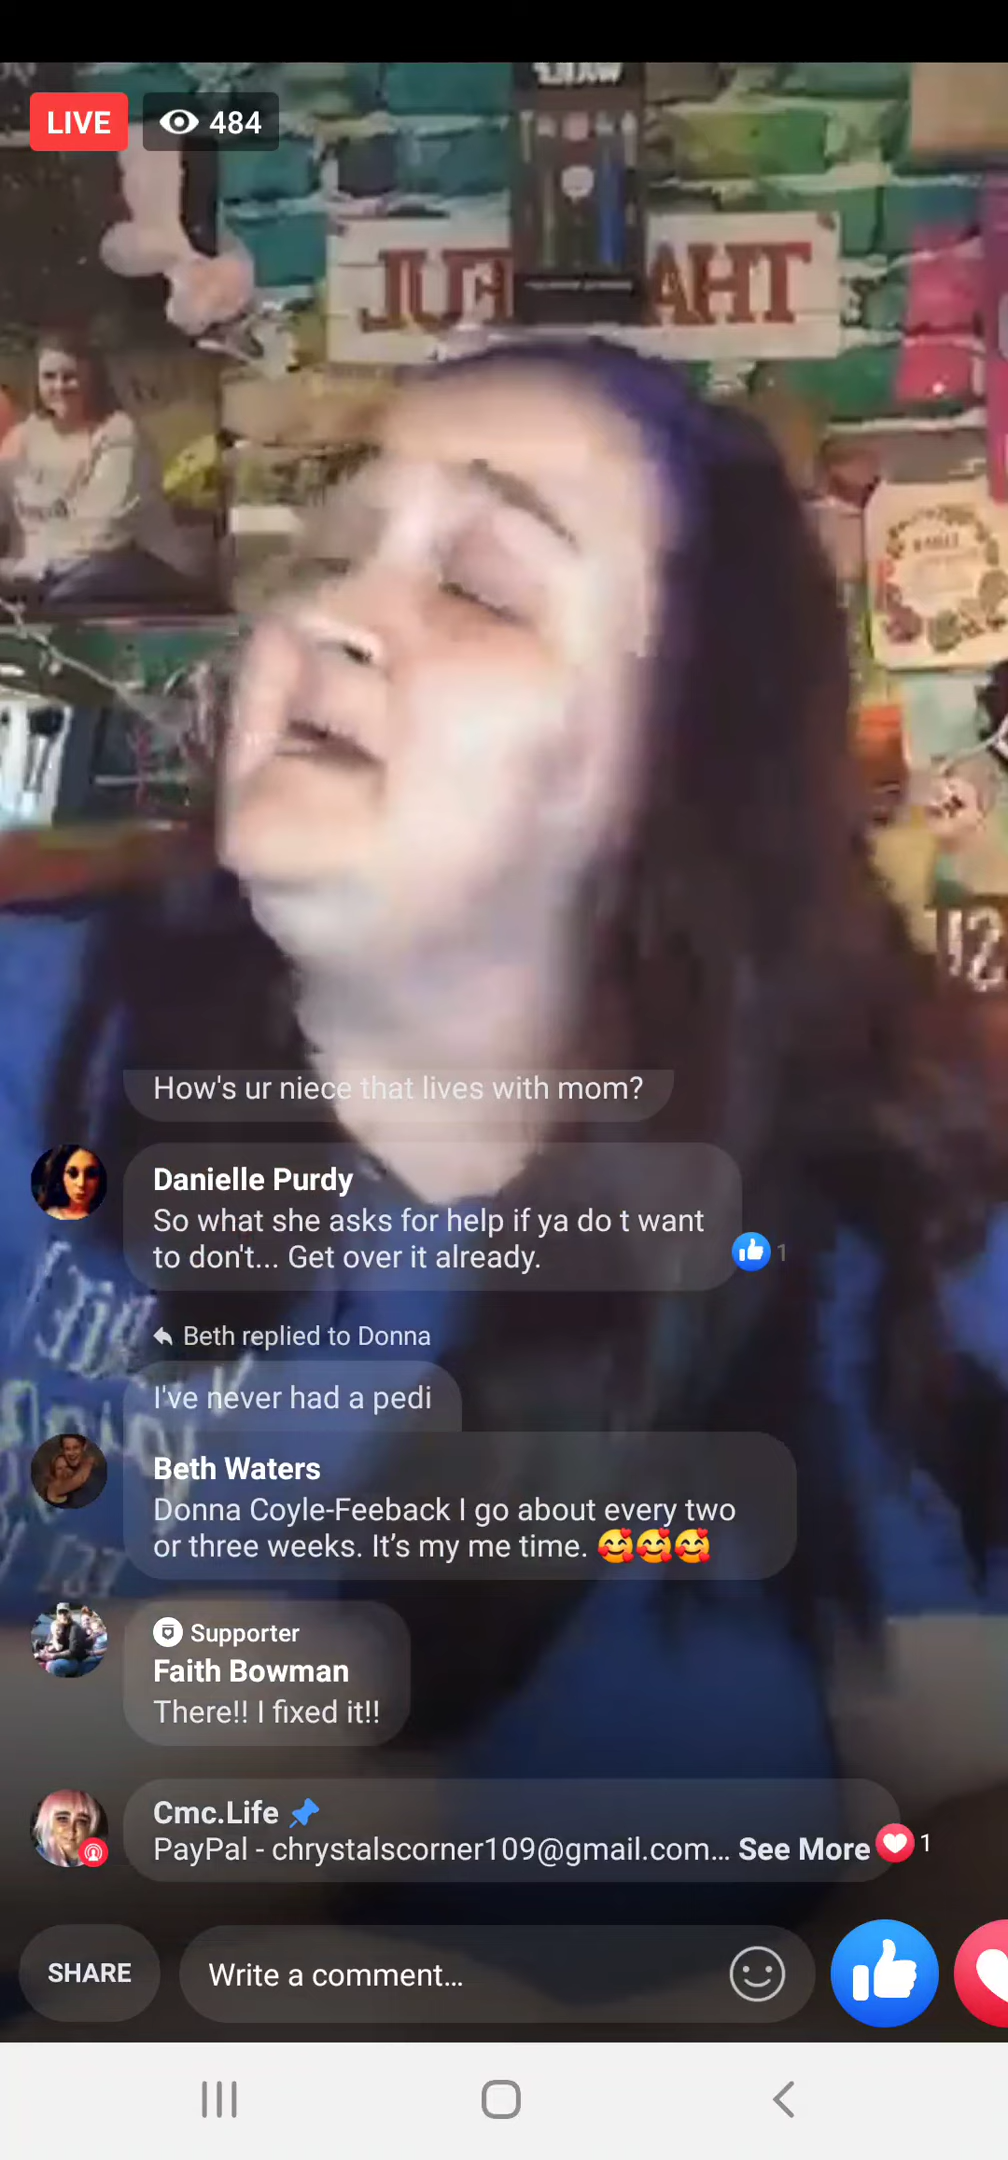 LIVE 484
How's ur niece that lives with mom?
Danielle Purdy
So what she asks for help if ya do t want
to don't... Get over it already.
1
Beth replied to Donna
I've never had a pedi
Beth Waters
Donna Coyle-Feeback I go about every two
or three weeks. It’s my me time. 🥰🥰🥰
Supporter
Faith Bowman
There!! I fixed it!!
Cmc.Life 📌
PayPal - chrystalscorner109@gmail.com... See More 1
SHARE Write a comment...